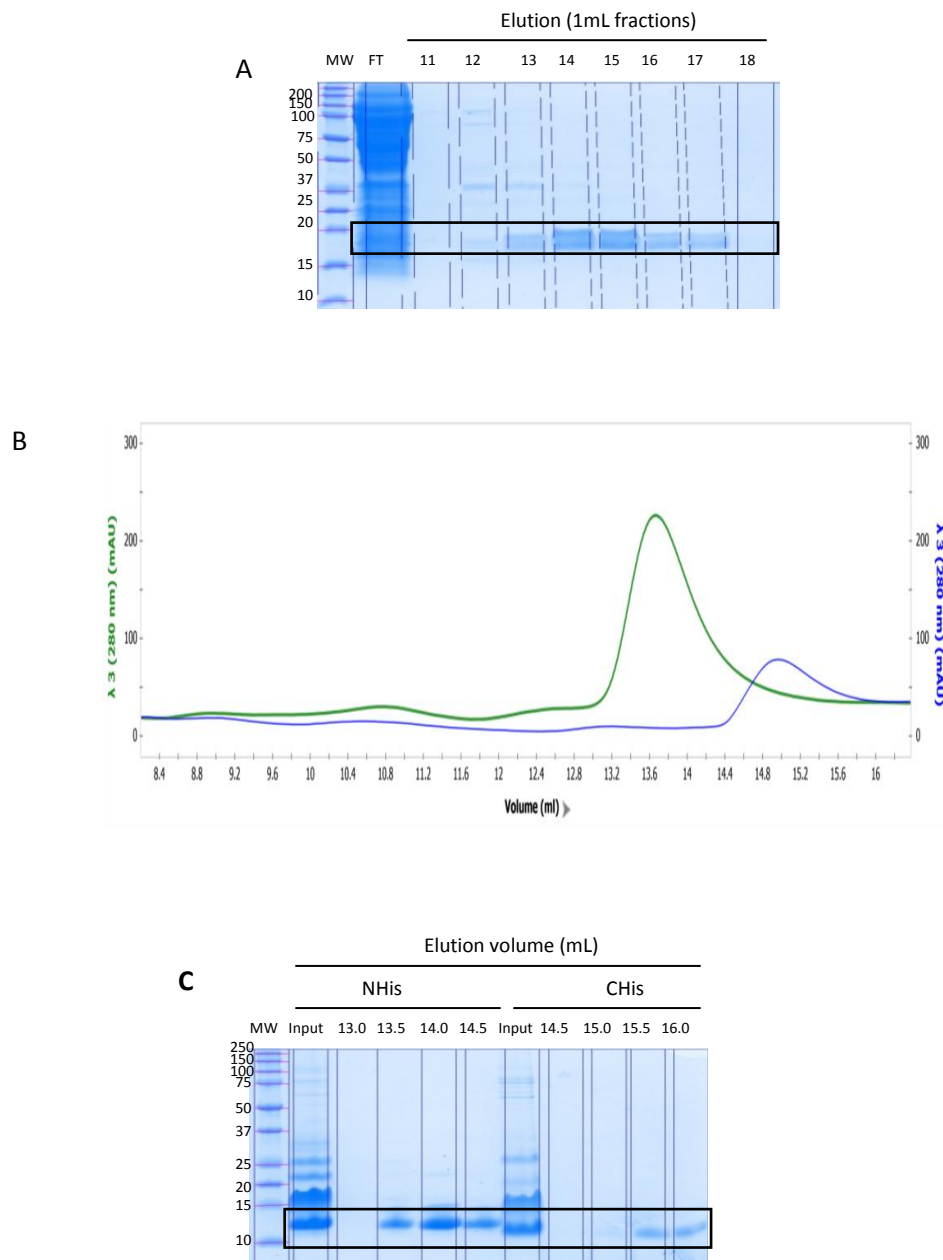 Elution (1mL fractions)
A
MW FT 11 12 13 14 15 16 17 18
200
150
100
75
50
37
25
20
15
10
B
300 300
200 200
100 100
0 0
λ 3 (280 nm) (mAU)
λ 3 (280 nm) (mAU)
8.4 8.8 9.2 9.6 10 10.4 10.8 11.2 11.6 12 12.4 12.8 13.2 13.6 14 14.4 14.8 15.2 15.6 16
Volume (ml)
Elution volume (mL)
C
NHis CHis
MW Input 13.0 13.5 14.0 14.5 Input 14.5 15.0 15.5 16.0
250
150
100
75
50
37
25
20
15
10